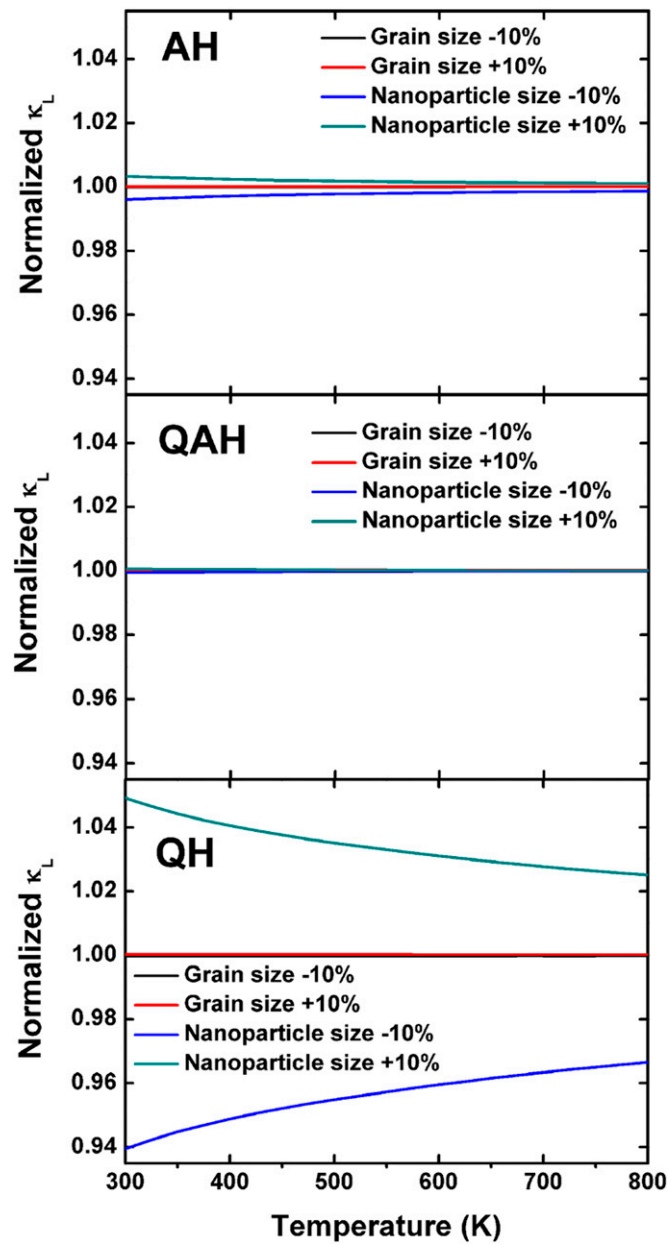 AH
Grain size -10%
Grain size +10%
Nanoparticle size -10%
Nanoparticle size +10%
Normalized κL
1.04
1.02
1.00
0.98
0.96
0.94
QAH
Grain size -10%
Grain size +10%
Nanoparticle size -10%
Nanoparticle size +10%
Normalized κL
1.04
1.02
1.00
0.98
0.96
0.94
QH
Grain size -10%
Grain size +10%
Nanoparticle size -10%
Nanoparticle size +10%
Normalized κL
1.04
1.02
1.00
0.98
0.96
0.94
300 400 500 600 700 800
Temperature (K)